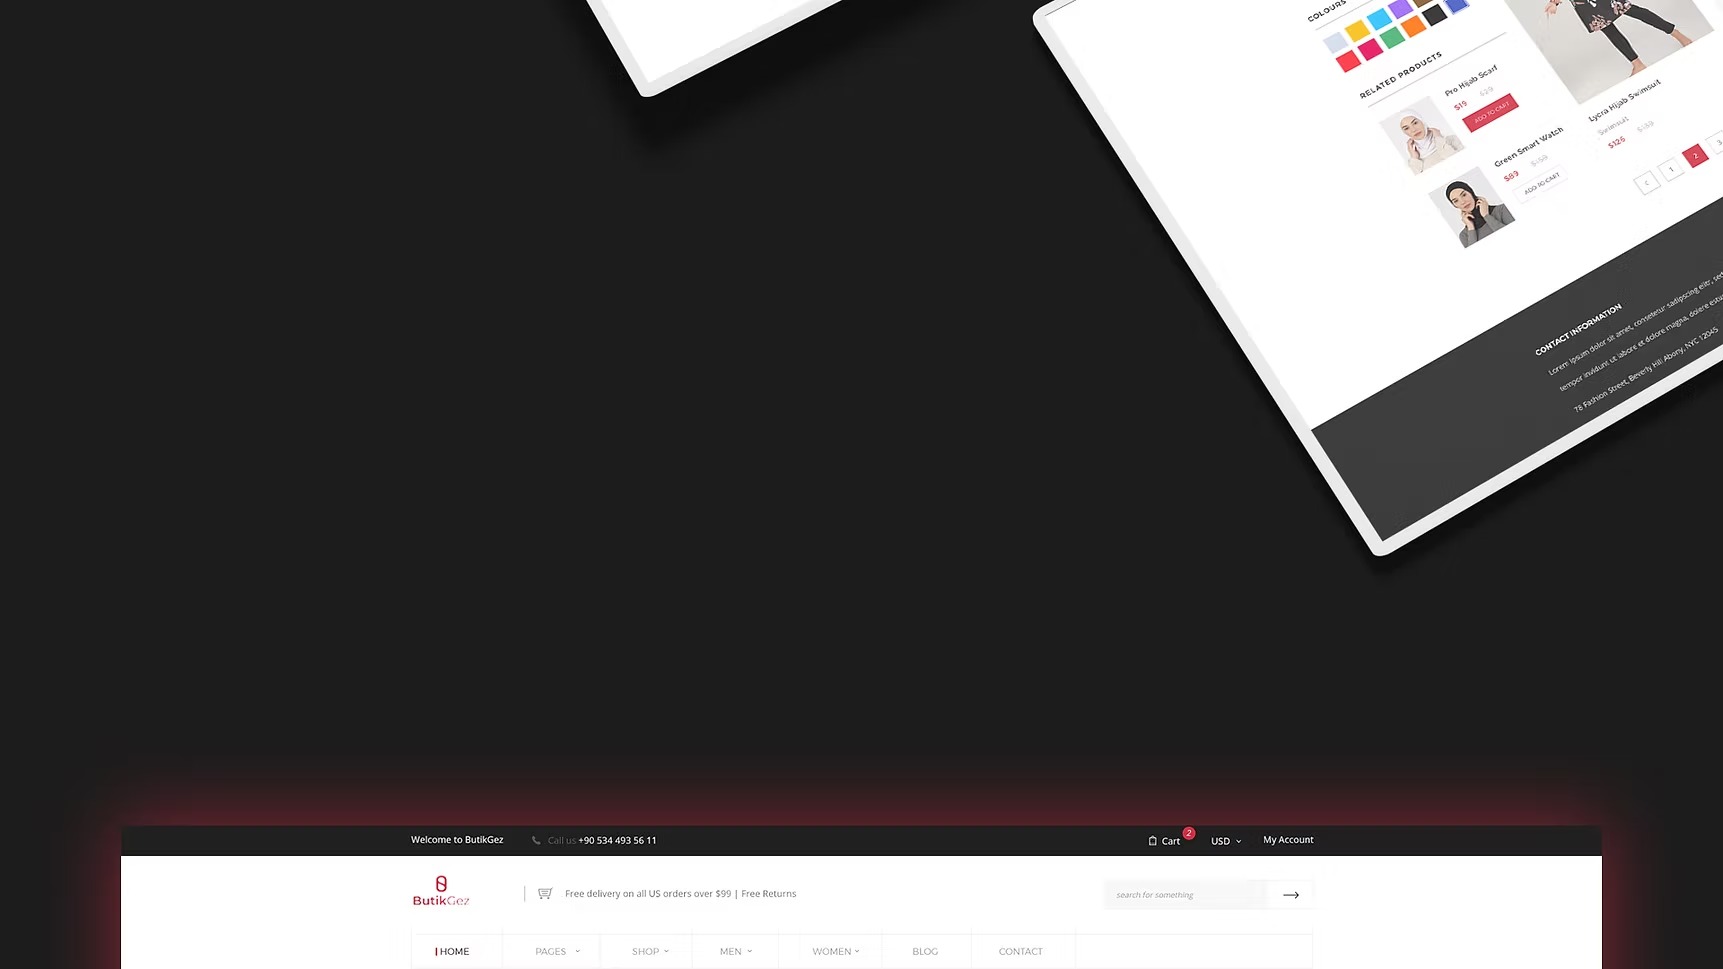 COLOURS
RELATED PRODUCTS
Pro Hijab Scarf
$19 $29
ADD TO CART
Green Smart Watch
$89 $159
ADD TO CART
Lycra Hijab Swimsuit
Swimsuit
$126
1 2 3
CONTACT INFORMATION
Lorem ipsum dolor sit amet, consetetur sadipscing elitr, sed
tempor invidunt ut labore et dolore magna, dolere
78 Fashion Street, Beverly Hill Abony, NYC 12045
Welcome to ButikGez
Call us +90 534 493 56 11
Cart 2
USD
My Account
ButikGez
Free delivery on all US orders over $99 | Free Returns
search for something
HOME
PAGES
SHOP
MEN
WOMEN
BLOG
CONTACT